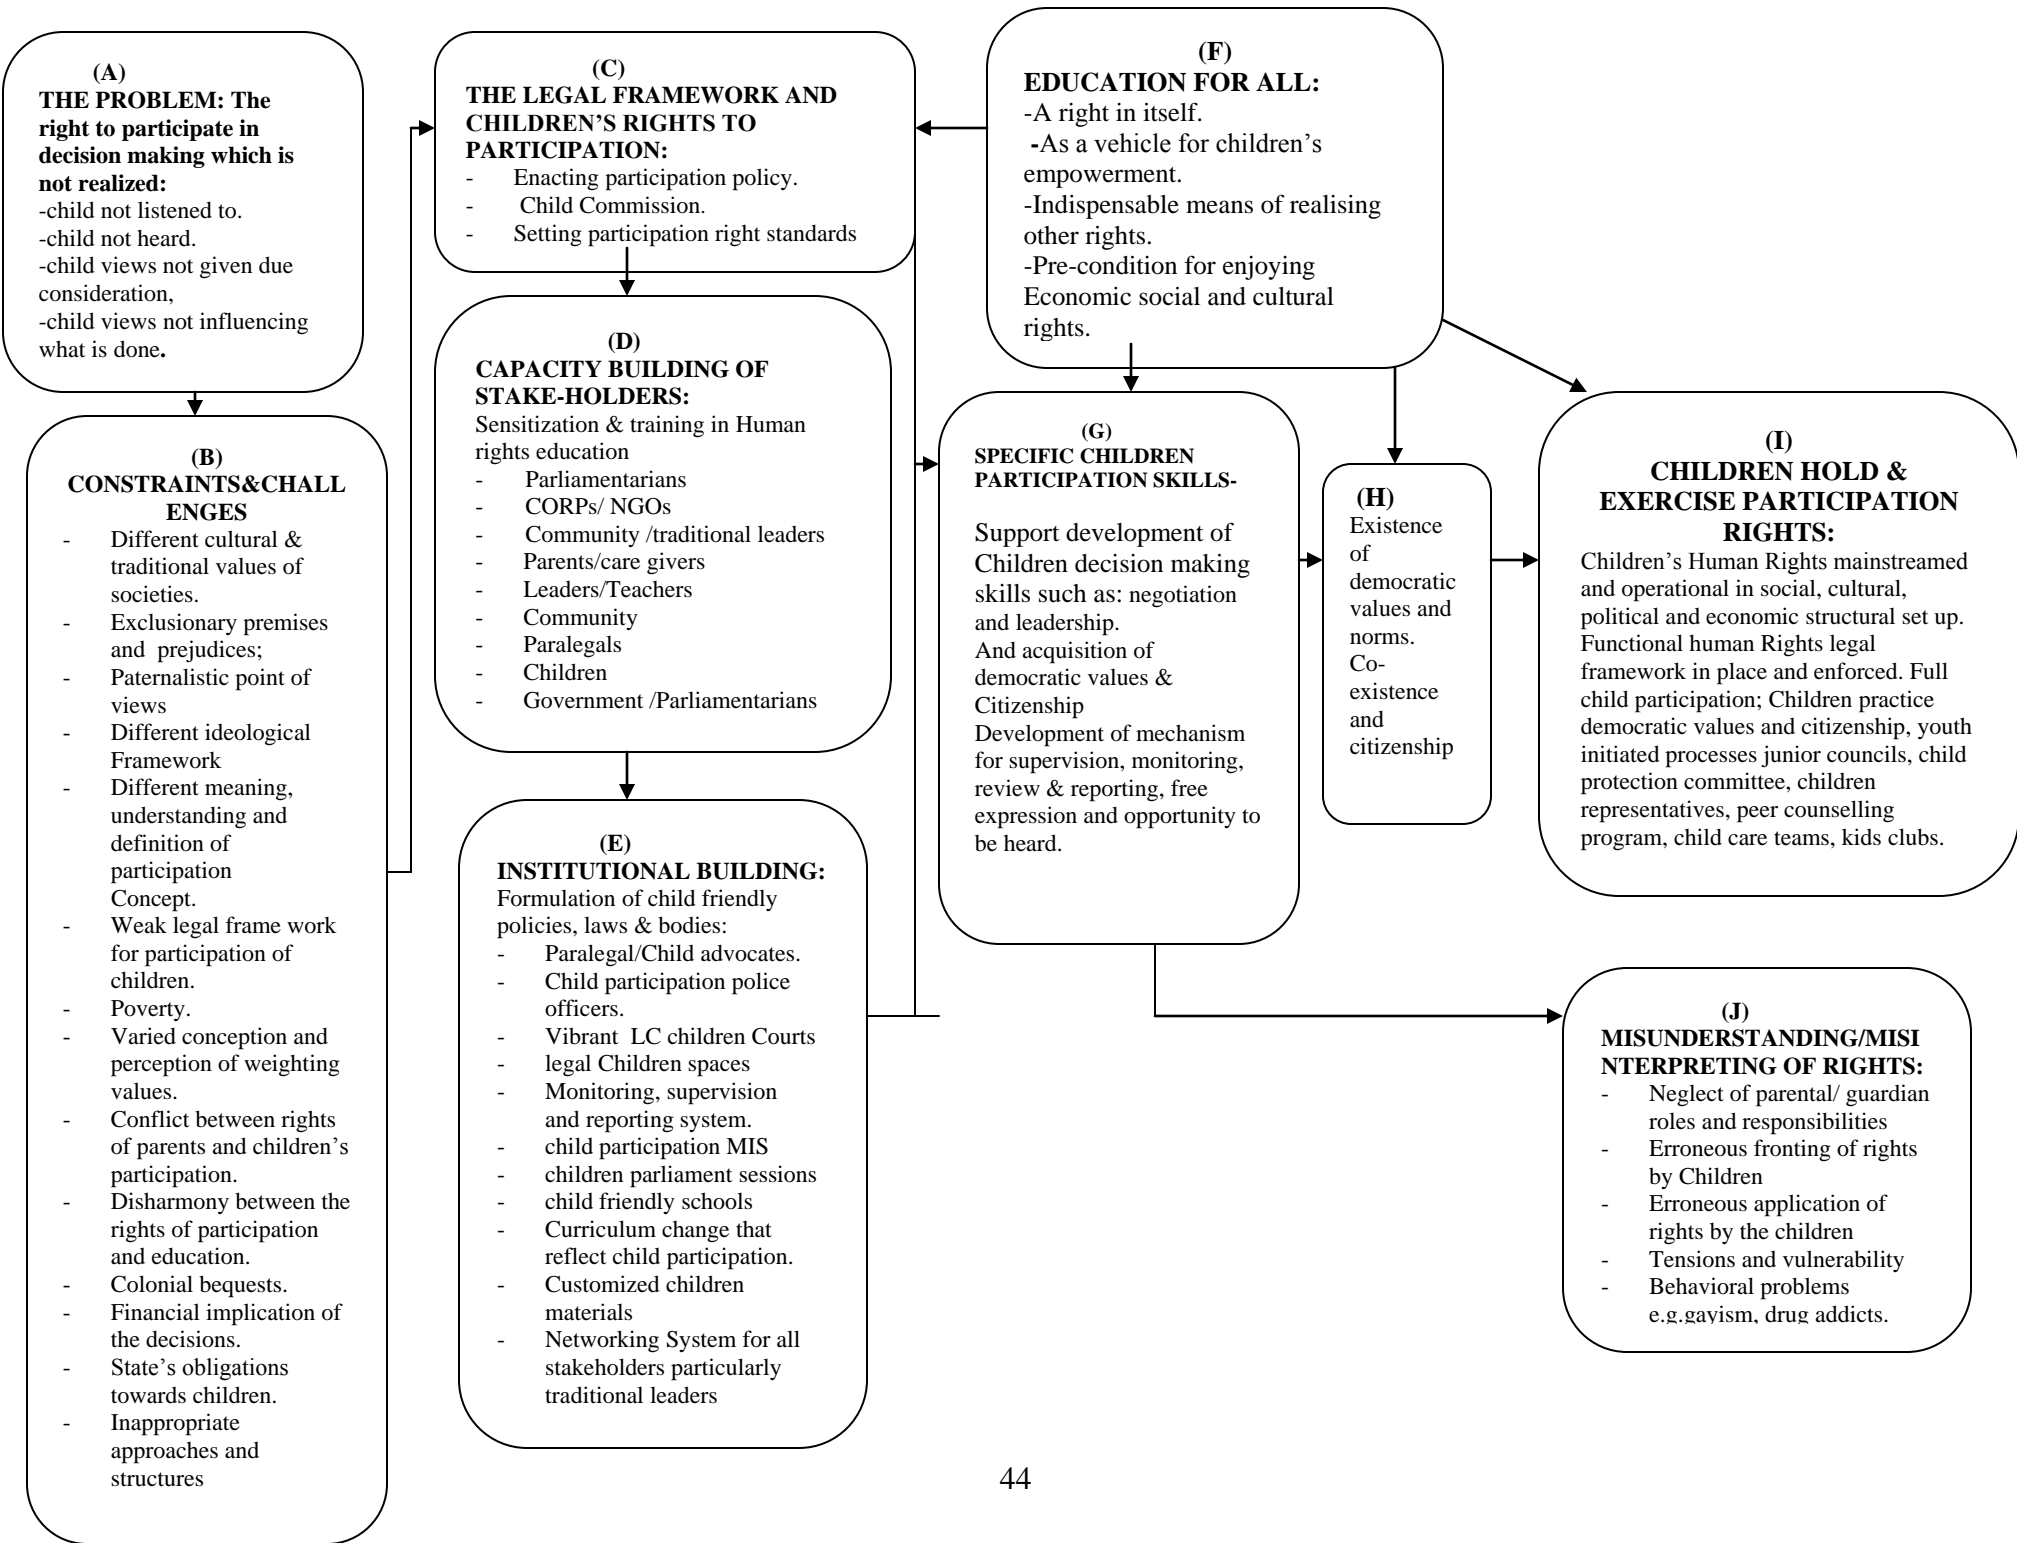 (A)
THE PROBLEM: The
right to participate in
decision making which is
not realized:
-child not listened to.
-child not heard.
-child views not given due
consideration,
-child views not influencing
what is done.
(B)
CONSTRAINTS&CHALL
ENGES
- Different cultural &
traditional values of
societies.
- Exclusionary premises
and prejudices;
- Paternalistic point of
views
- Different ideological
Framework
- Different meaning,
understanding and
definition of
participation
Concept.
- Weak legal frame work
for participation of
children.
- Poverty.
- Varied conception and
perception of weighting
values.
- Conflict between rights
of parents and children’s
participation.
- Disharmony between the
rights of participation
and education.
- Colonial bequests.
- Financial implication of
the decisions.
- State’s obligations
towards children.
- Inappropriate
approaches and
structures
(C)
THE LEGAL FRAMEWORK AND
CHILDREN’S RIGHTS TO
PARTICIPATION:
- Enacting participation policy.
- Child Commission.
- Setting participation right standards
(D)
CAPACITY BUILDING OF
STAKE-HOLDERS:
Sensitization & training in Human
rights education
- Parliamentarians
- CORPs/ NGOs
- Community /traditional leaders
- Parents/care givers
- Leaders/Teachers
- Community
- Paralegals
- Children
- Government /Parliamentarians
(E)
INSTITUTIONAL BUILDING:
Formulation of child friendly
policies, laws & bodies:
- Paralegal/Child advocates.
- Child participation police
officers.
- Vibrant LC children Courts
- legal Children spaces
- Monitoring, supervision
and reporting system.
- child participation MIS
- children parliament sessions
- child friendly schools
- Curriculum change that
reflect child participation.
- Customized children
materials
- Networking System for all
stakeholders particularly
traditional leaders
(F)
EDUCATION FOR ALL:
-A right in itself.
-As a vehicle for children’s
empowerment.
-Indispensable means of realising
other rights.
-Pre-condition for enjoying
Economic social and cultural
rights.
(G)
SPECIFIC CHILDREN
PARTICIPATION SKILLS-
Support development of
Children decision making
skills such as: negotiation
and leadership.
And acquisition of
democratic values &
Citizenship
Development of mechanism
for supervision, monitoring,
review & reporting, free
expression and opportunity to
be heard.
(H)
Existence
of
democratic
values and
norms.
Co-
existence
and
citizenship
(I)
CHILDREN HOLD &
EXERCISE PARTICIPATION
RIGHTS:
Children’s Human Rights mainstreamed
and operational in social, cultural,
political and economic structural set up.
Functional human Rights legal
framework in place and enforced. Full
child participation; Children practice
democratic values and citizenship, youth
initiated processes junior councils, child
protection committee, children
representatives, peer counselling
program, child care teams, kids clubs.
(J)
MISUNDERSTANDING/MISI
NTERPRETING OF RIGHTS:
- Neglect of parental/ guardian
roles and responsibilities
- Erroneous fronting of rights
by Children
- Erroneous application of
rights by the children
- Tensions and vulnerability
- Behavioral problems
e.g.gayism, drug addicts.
44